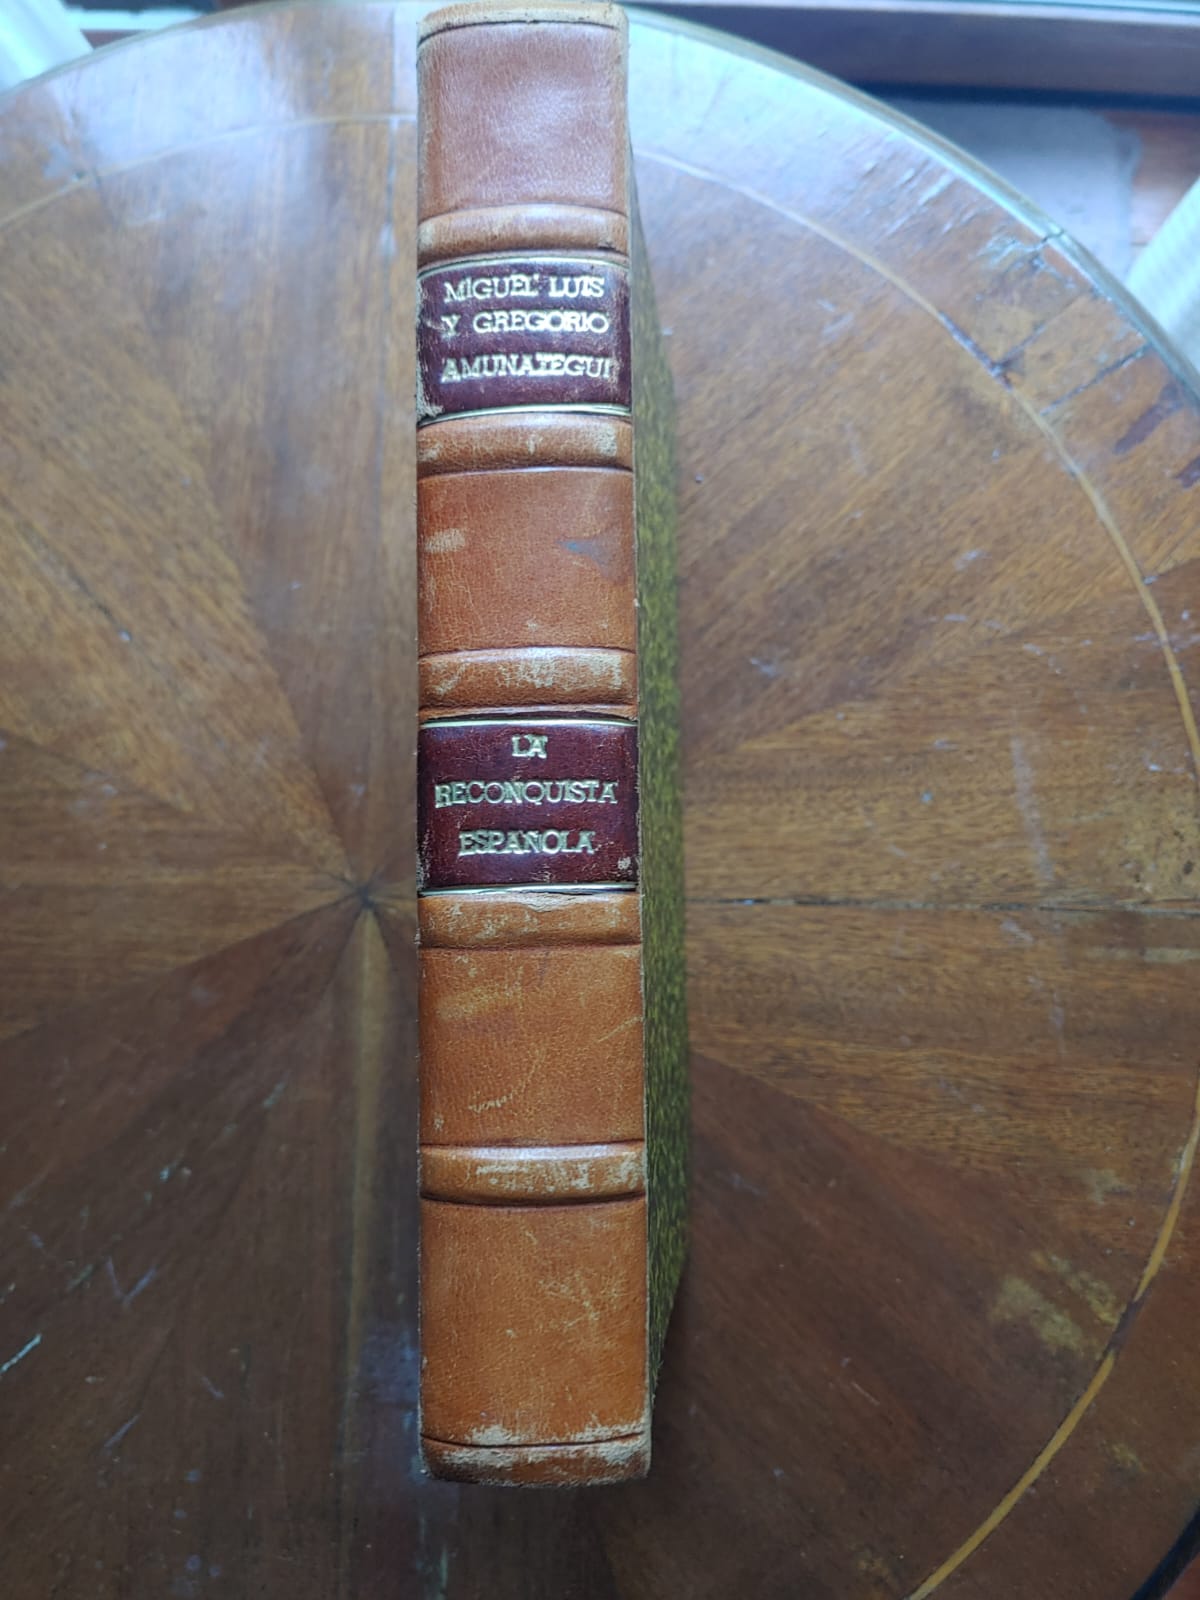 MIGUEL LUIS
Y GREGORIO
AMUNATEGUI
LA
RECONQUISTA
ESPAÑOLA